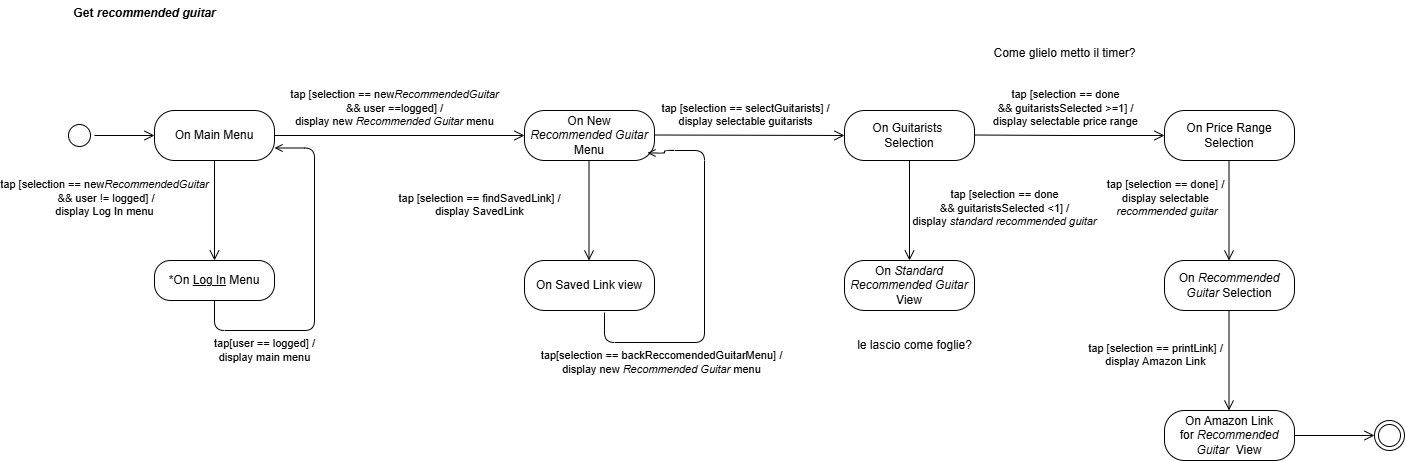 Get recommended guitar
Come glielo metto il timer?
tap [selection == newRecommendedGuitar
&& user ==logged] /
display new Recommended Guitar menu
tap [selection == selectGuitarists] /
display selectable guitarists
tap [selection == done
&& guitaristsSelected >=1] /
display selectable price range
On Main Menu
On New
Recommended Guitar
Menu
On Guitarists
Selection
On Price Range
Selection
tap [selection == newRecommendedGuitar
&& user != logged] /
display Log In menu
tap [selection == findSavedLink] /
display SavedLink
tap [selection == done
&& guitaristsSelected <1] /
display standard recommended guitar
tap [selection == done] /
display selectable
recommended guitar
*On Log In Menu
On Saved Link view
On Standard
Recommended Guitar
View
On Recommended
Guitar Selection
tap[user == logged] /
display main menu
tap[selection == backReccomendedGuitarMenu] /
display new Recommended Guitar menu
le lascio come foglie?
tap [selection == printLink] /
display Amazon Link
On Amazon Link
for Recommended
Guitar View